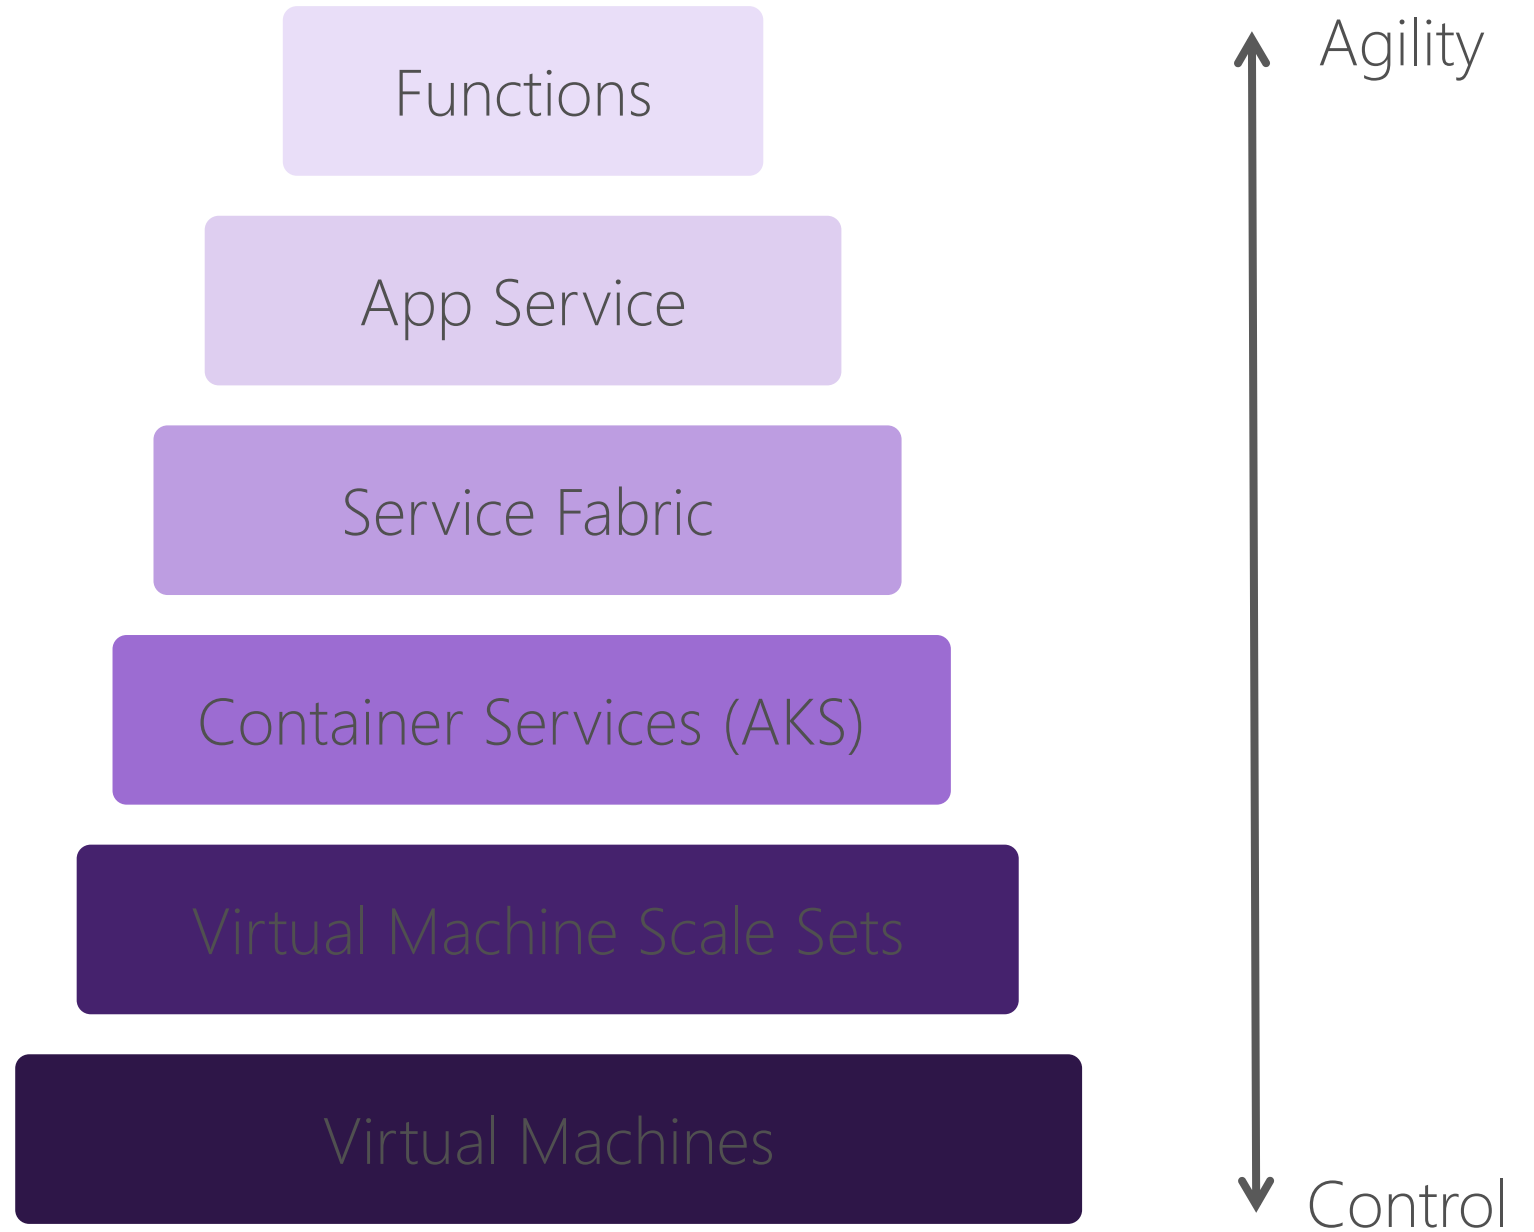 Functions
Agility
App Service
Service Fabric
Container Services (AKS)
Virtual Machine Scale Sets
Virtual Machines
Control